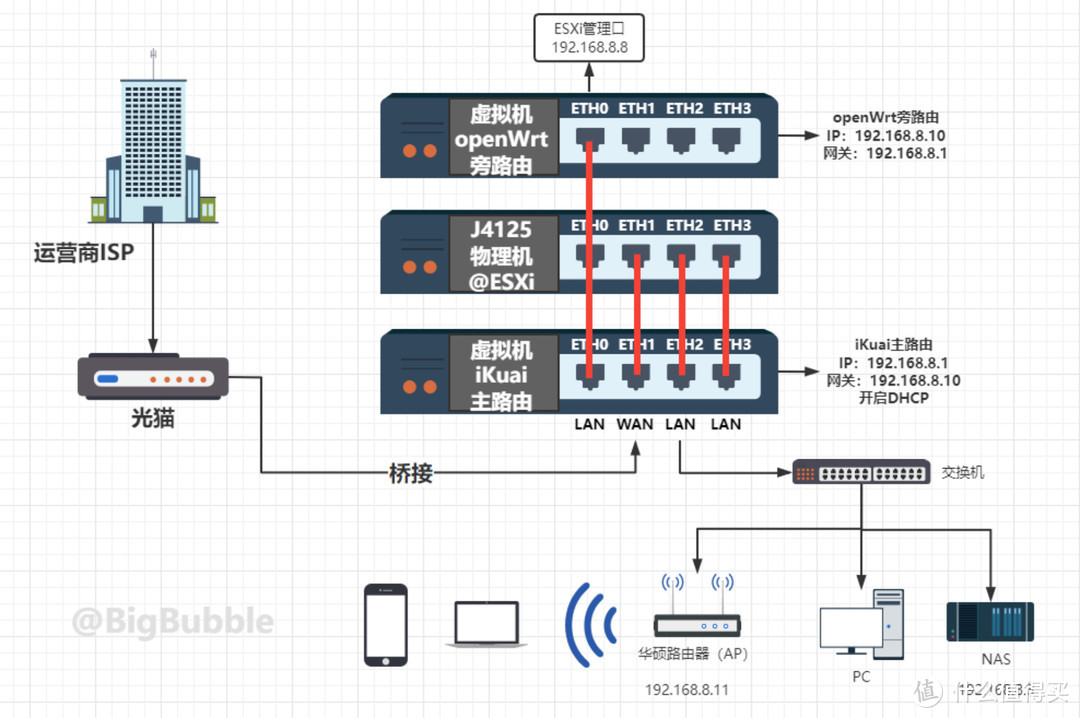 ESXi管理口
192.168.8.8
虚拟机
openWrt
旁路由
ETH0 ETH1 ETH2 ETH3
openWrt旁路由
IP：192.168.8.10
网关：192.168.8.1
运营商ISP
J4125
物理机
@ESXi
ETH0 ETH1 ETH2 ETH3
光猫
虚拟机
iKuai
主路由
ETH0 ETH1 ETH2 ETH3
LAN WAN LAN LAN
iKuai主路由
IP：192.168.8.1
网关：192.168.8.10
开启DHCP
桥接
交换机
@BigBubble
华硕路由器（AP）
192.168.8.11
PC
NAS
值 什么值得买